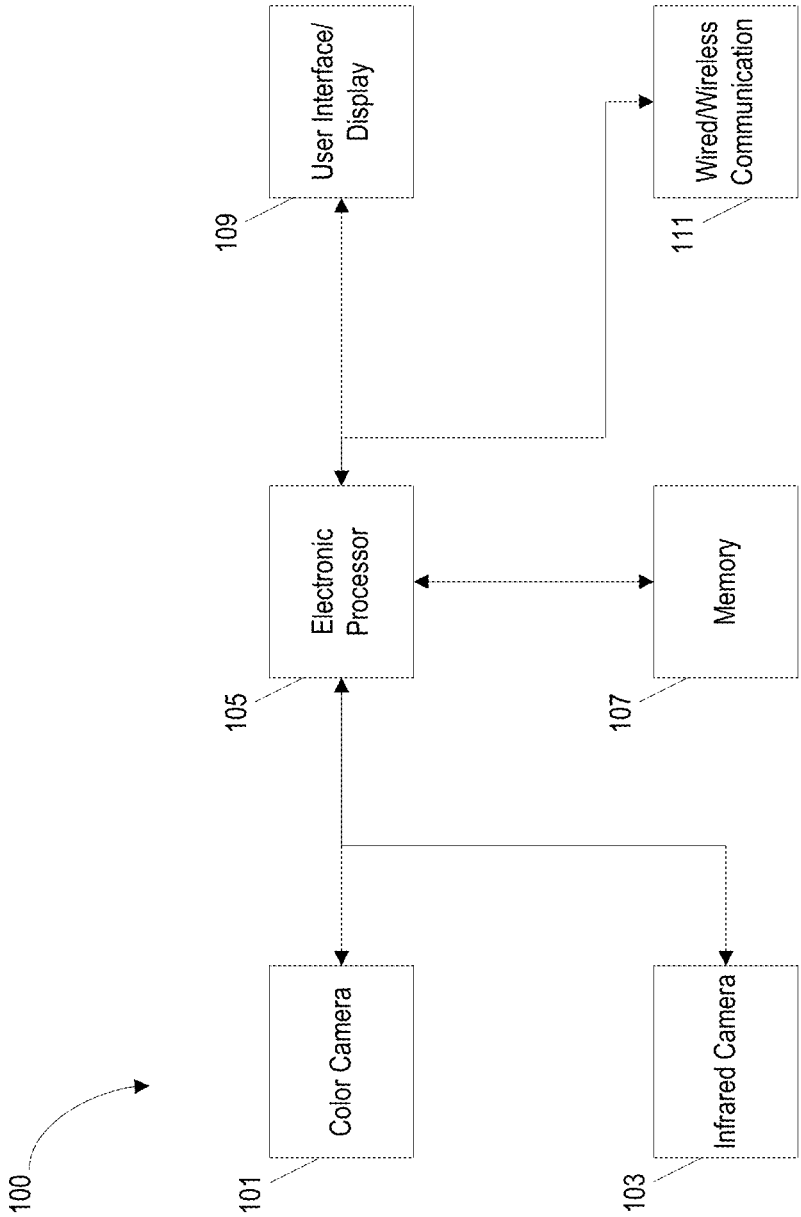 100
101
Color Camera
105
Electronic
Processor
109
User Interface/
Display
103
Infrared Camera
107
Memory
111
Wired/Wireless
Communication